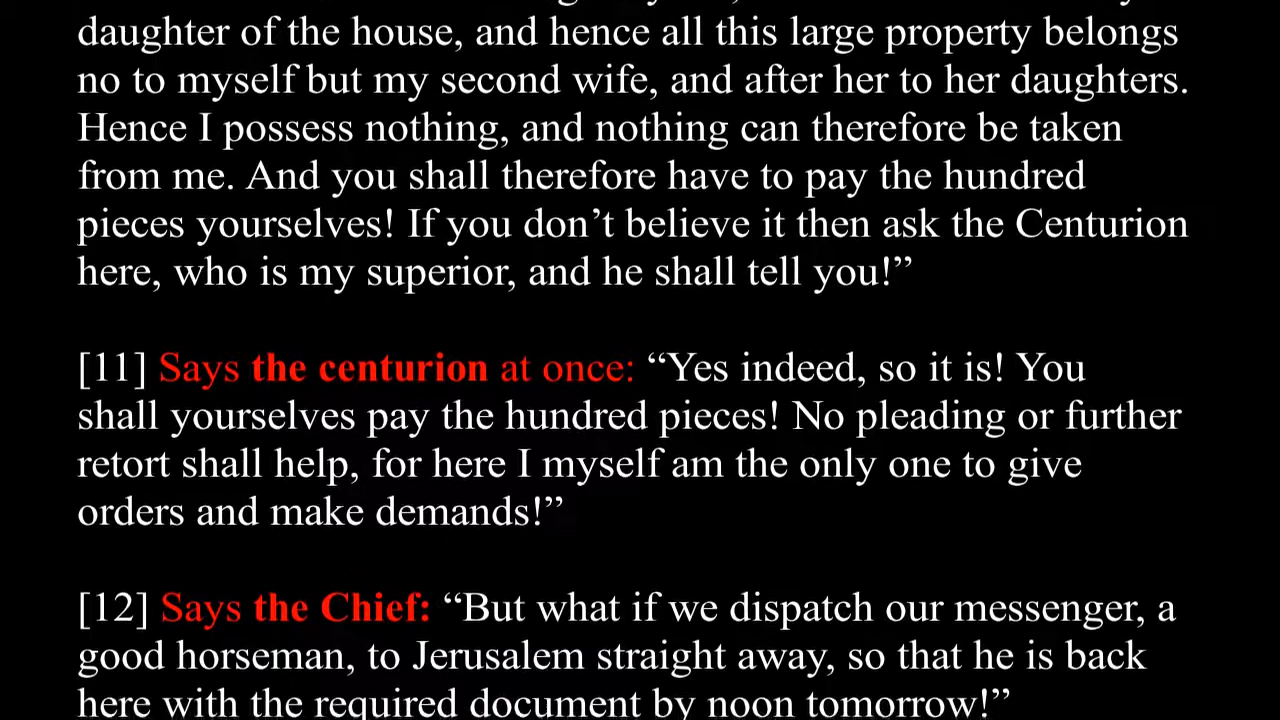 daughter of the house, and hence all this large property belongs
no to myself but my second wife, and after her to her daughters.
Hence I possess nothing, and nothing can therefore be taken
from me. And you shall therefore have to pay the hundred
pieces yourselves! If you don’t believe it then ask the Centurion
here, who is my superior, and he shall tell you!”
[11] Says the centurion at once: “Yes indeed, so it is! You
shall yourselves pay the hundred pieces! No pleading or further
retort shall help, for here I myself am the only one to give
orders and make demands!”
[12] Says the Chief: “But what if we dispatch our messenger, a
good horseman, to Jerusalem straight away, so that he is back
here with the required document by noon tomorrow!”